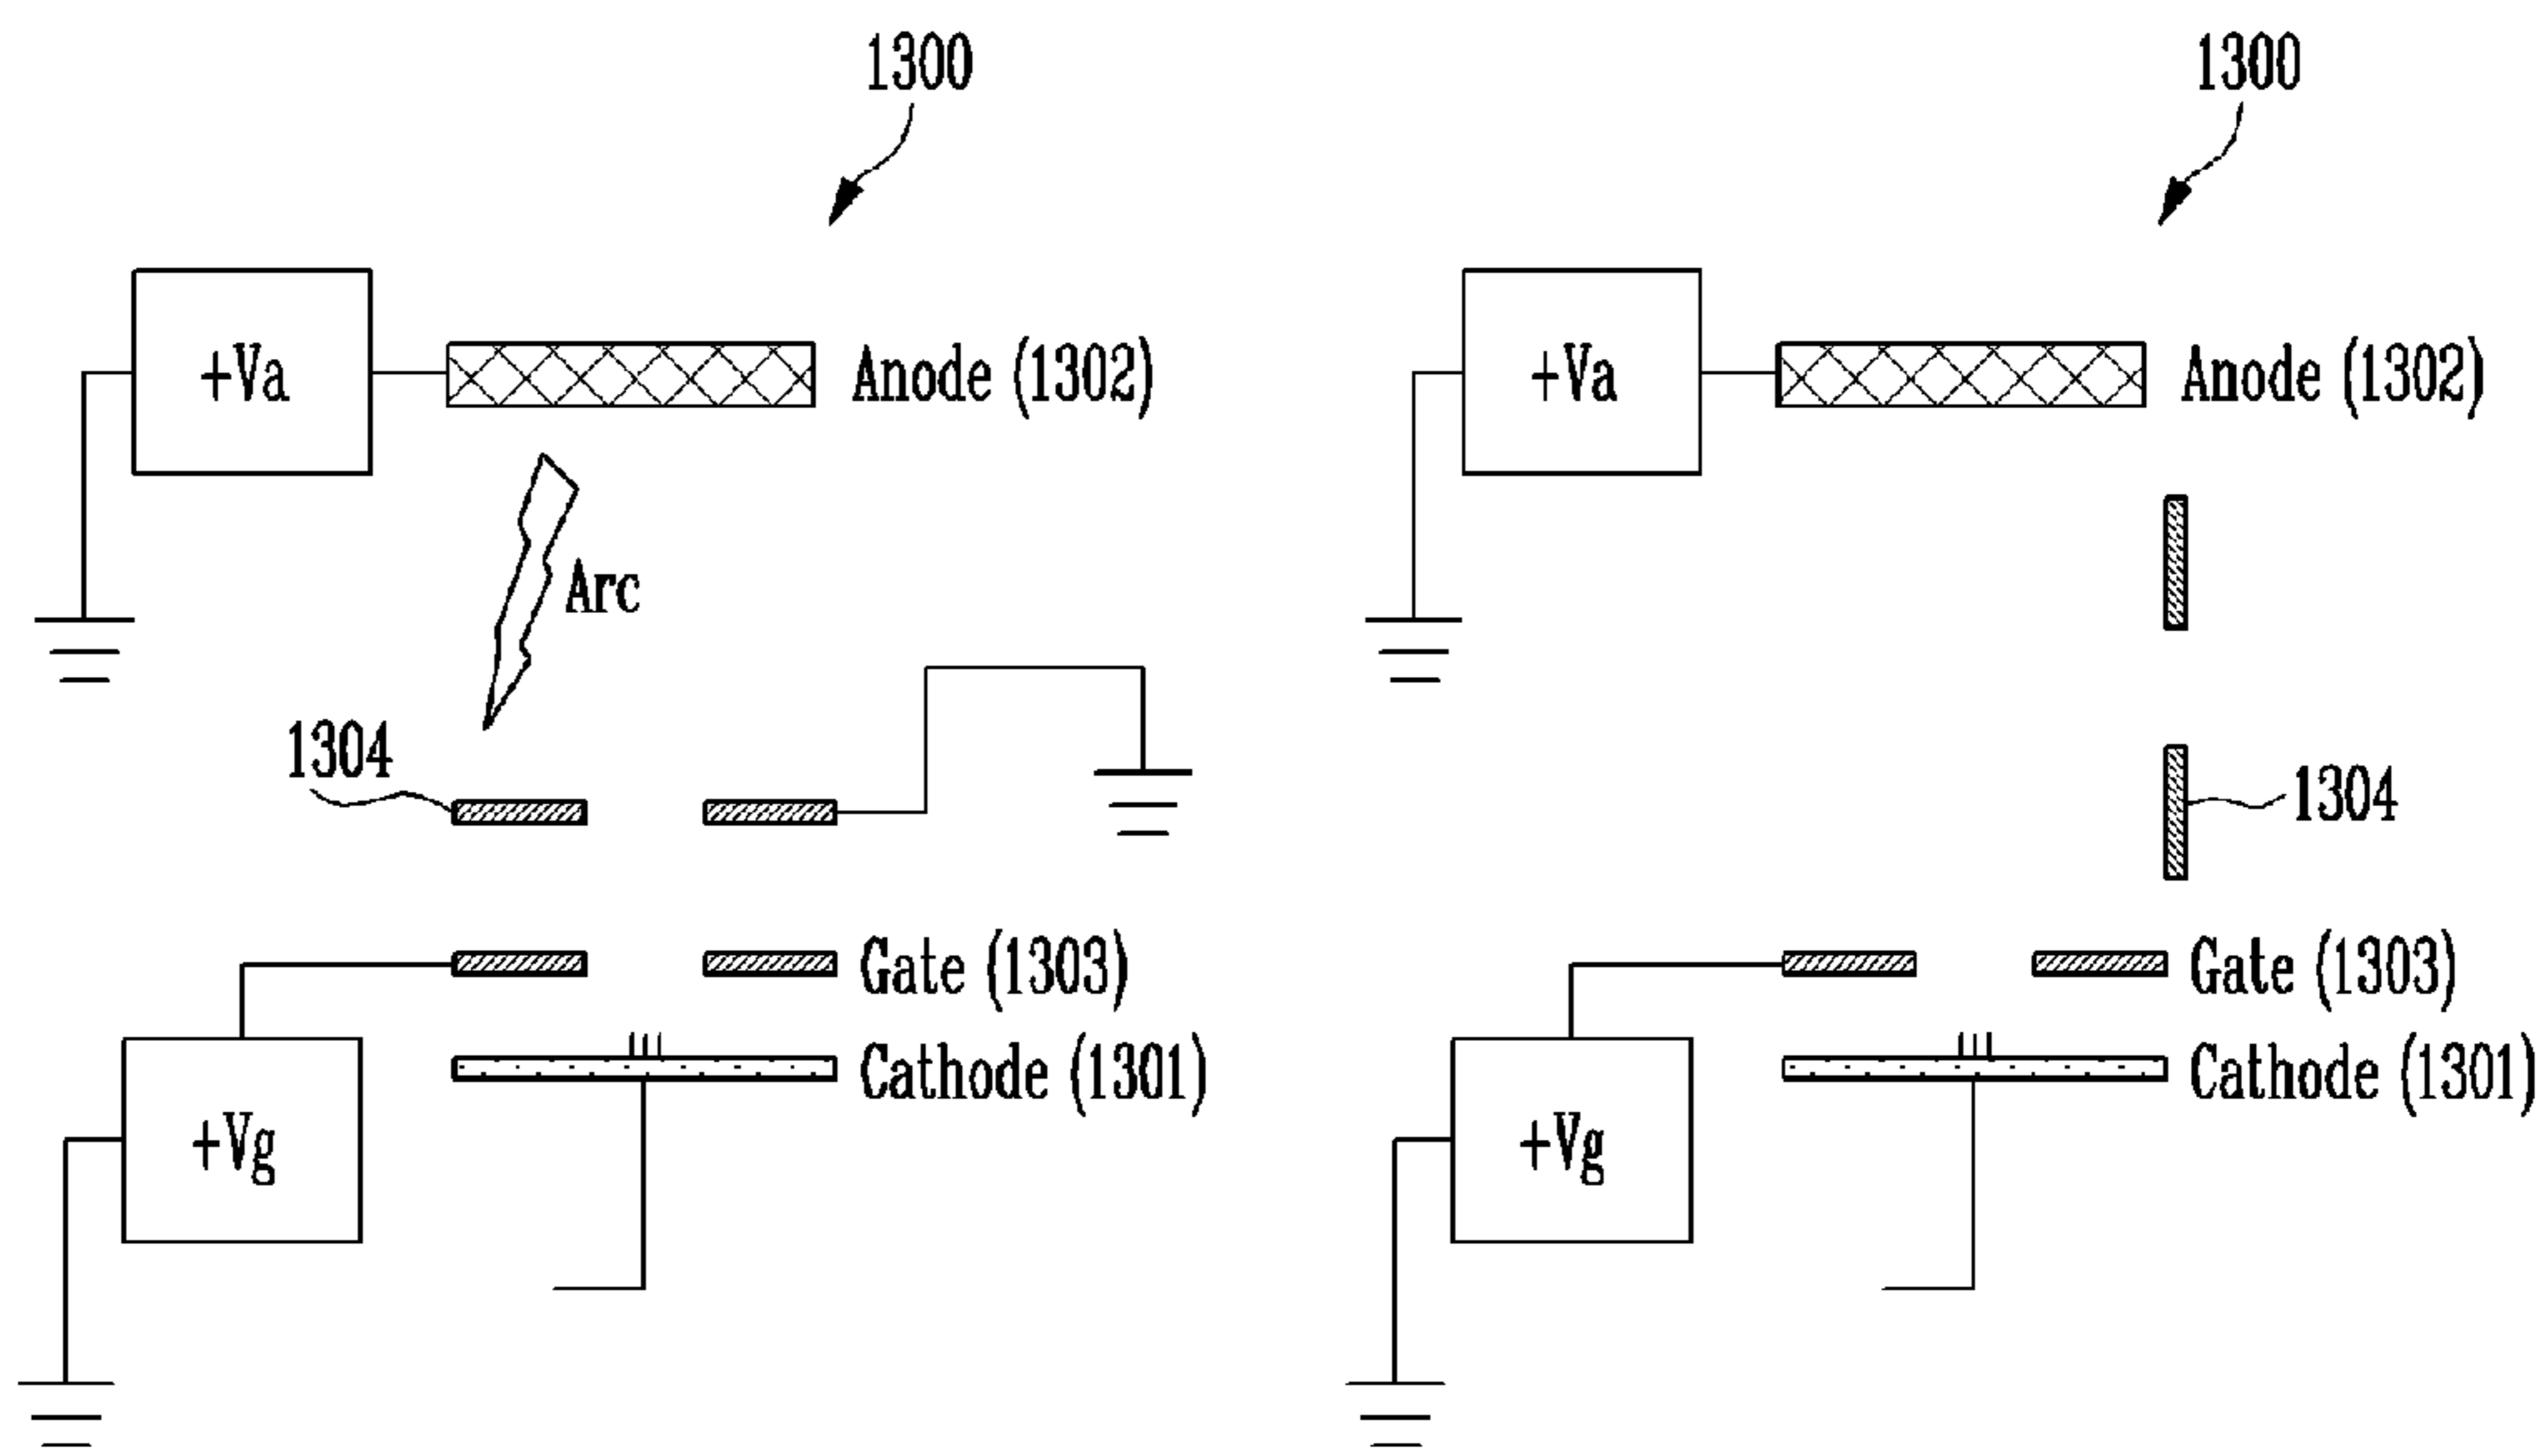 1300
+Va
Anode (1302)
Arc
1304
Gate (1303)
Cathode (1301)
+Vg
1300
+Va
Anode (1302)
1304
Gate (1303)
Cathode (1301)
+Vg